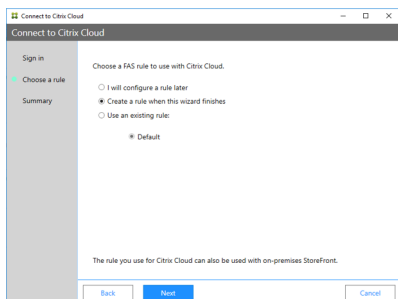 Connect to Citrix Cloud
Connect to Citrix Cloud
Sign in
Choose a rule
Summary
Choose a FAS rule to use with Citrix Cloud.
I will configure a rule later
Create a rule when this wizard finishes
Use an existing rule:
Default
The rule you use for Citrix Cloud can also be used with on-premises StoreFront.
Back Next Cancel